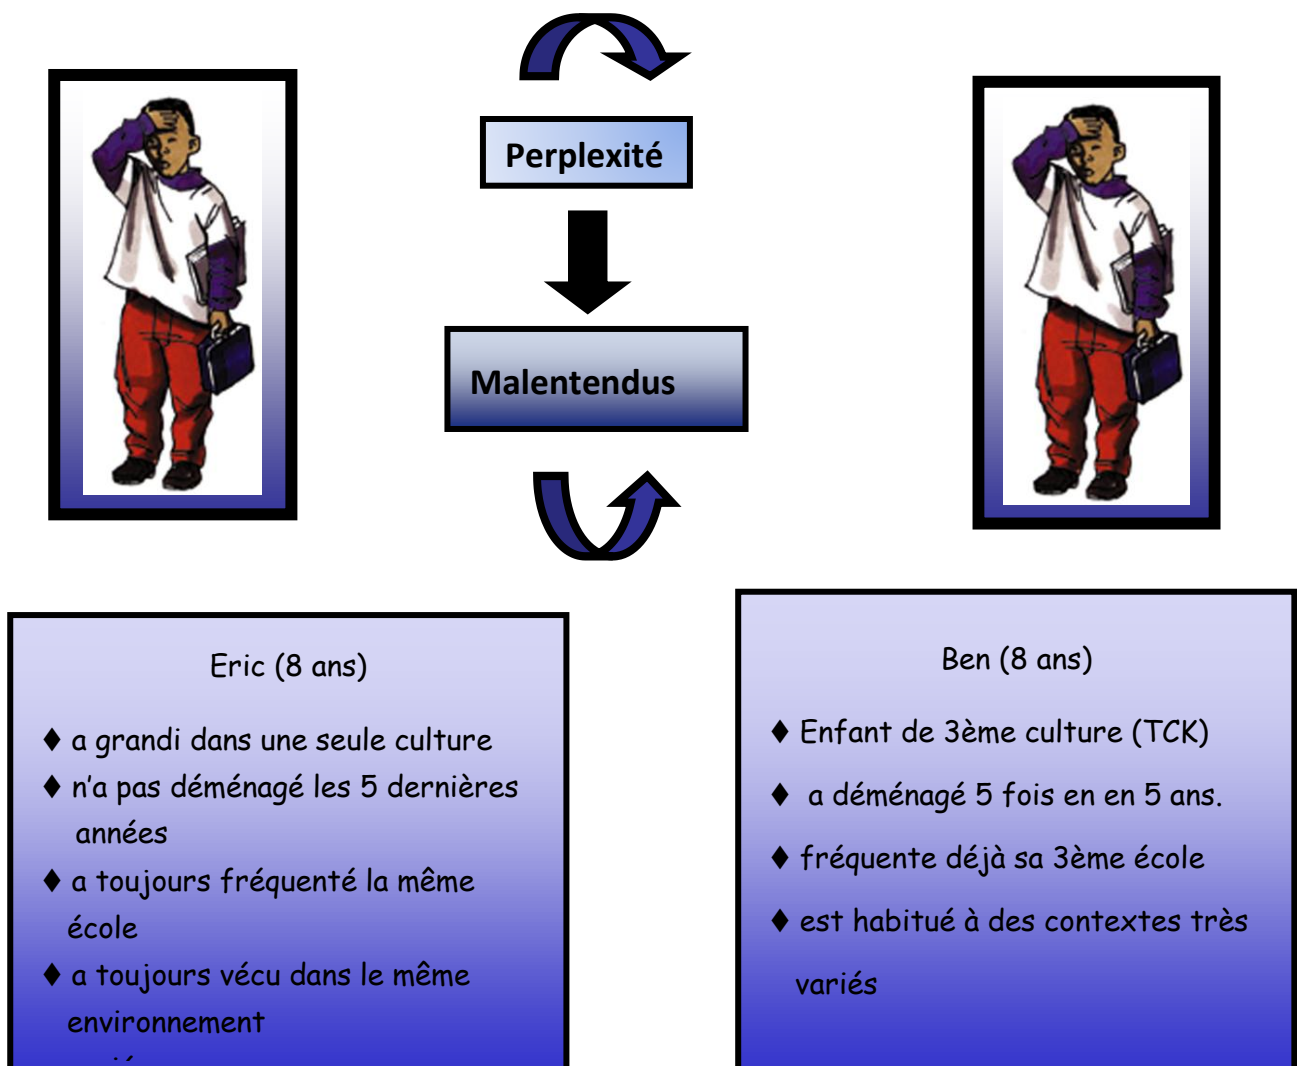 Perplexité
Malentendus
Eric (8 ans)
♦ a grandi dans une seule culture
♦ n'a pas déménagé les 5 dernières
années
♦ a toujours fréquenté la même
école
♦ a toujours vécu dans le même
environnement
Ben (8 ans)
♦ Enfant de 3ème culture (TCK)
♦ a déménagé 5 fois en en 5 ans.
♦ fréquente déjà sa 3ème école
♦ est habitué à des contextes très
variés